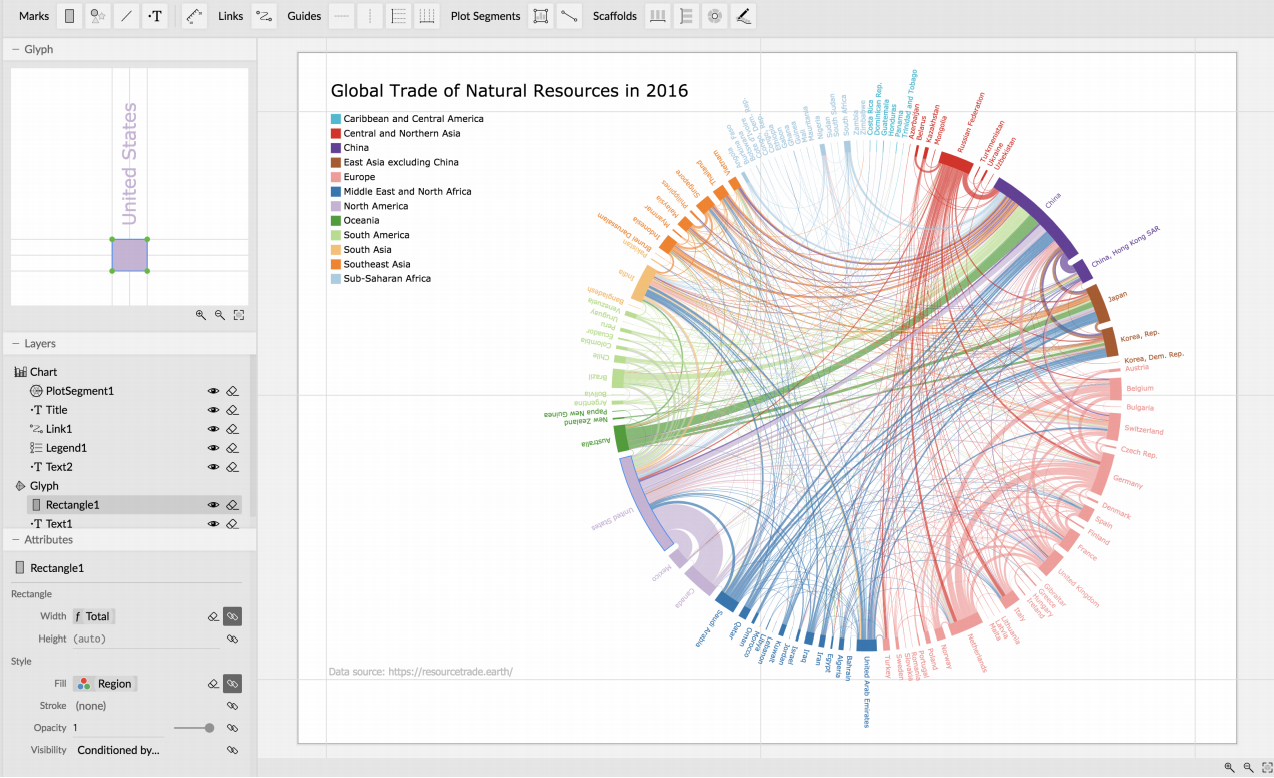 Marks
T
Links
Guides
Plot Segments
Scaffolds
Glyph
United States
Layers
Chart
PlotSegment1
Title
Link1
Legend1
Text2
Glyph
Rectangle1
Text1
Attributes
Rectangle1
Rectangle
Width f Total
Height (auto)
Style
Fill Region
Stroke (none)
Opacity 1
Visibility Conditioned by...
Global Trade of Natural Resources in 2016
Caribbean and Central America
Central and Northern Asia
China
East Asia excluding China
Europe
Middle East and North Africa
North America
Oceania
South America
South Asia
Southeast Asia
Sub-Saharan Africa
Nigeria
Sudan
South Sudan
South Africa
Zambia
Zimbabwe
Costa Rica
Dominican Rep.
Guatemala
Honduras
Panama
Trinidad and Tobago
Azerbaijan
Belarus
Kazakhstan
Mongolia
Russian Federation
Turkmenistan
Ukraine
Uzbekistan
China
China, Hong Kong SAR
Japan
Korea, Rep.
Korea, Dem. Rep.
Austria
Belgium
Bulgaria
Switzerland
Czech Rep.
Germany
Denmark
Spain
Finland
France
United Kingdom
Gibraltar
Greece
Hungary
Ireland
Italy
Lithuania
Latvia
Malta
Netherlands
Norway
Poland
Portugal
Romania
Slovakia
Sweden
Turkey
United Arab Emirates
Bahrain
Algeria
Egypt
Iran
Iraq
Israel
Jordan
Kuwait
Lebanon
Libya
Morocco
Oman
Qatar
Saudi Arabia
Canada
Mexico
United States
Australia
New Zealand
Papua New Guinea
Argentina
Bolivia
Brazil
Chile
Colombia
Ecuador
Peru
Uruguay
Venezuela
Bangladesh
India
Pakistan
Brunei Darussalam
Indonesia
Myanmar
Malaysia
Philippines
Singapore
Thailand
Vietnam
Angola
Burkina Faso
Data source: https://resourcetrade.earth/